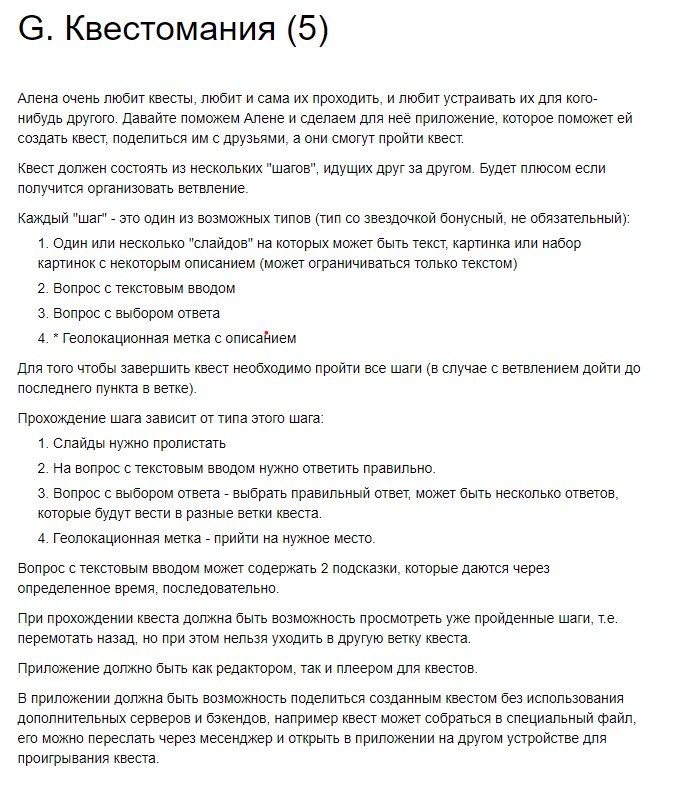 G. Квестомания (5)
Алена очень любит квесты, любит и сама их проходить, и любит устраивать их для кого-
нибудь другого. Давайте поможем Алене и сделаем для неё приложение, которое поможет ей
создать квест, поделиться им с друзьями, а они смогут пройти квест.
Квест должен состоять из нескольких "шагов", идущих друг за другом. Будет плюсом если
получится организовать ветвление.
Каждый "шаг" - это один из возможных типов (тип со звездочкой бонусный, не обязательный):
1. Один или несколько "слайдов" на которых может быть текст, картинка или набор
картинок с некоторым описанием (может ограничиваться только текстом)
2. Вопрос с текстовым вводом
3. Вопрос с выбором ответа
4. * Геолокационная метка с описанием
Для того чтобы завершить квест необходимо пройти все шаги (в случае с ветвлением дойти до
последнего пункта в ветке).
Прохождение шага зависит от типа этого шага:
1. Слайды нужно пролистать
2. На вопрос с текстовым вводом нужно ответить правильно.
3. Вопрос с выбором ответа - выбрать правильный ответ, может быть несколько ответов,
которые будут вести в разные ветки квеста.
4. Геолокационная метка - прийти на нужное место.
Вопрос с текстовым вводом может содержать 2 подсказки, которые даются через
определенное время, последовательно.
При прохождении квеста должна быть возможность просмотреть уже пройденные шаги, т.е.
перемотать назад, но при этом нельзя уходить в другую ветку квеста.
Приложение должно быть как редактором, так и плеером для квестов.
В приложении должна быть возможность поделиться созданным квестом без использования
дополнительных серверов и бэкендов, например квест может собраться в специальный файл,
его можно переслать через месенджер и открыть в приложении на другом устройстве для
проигрывания квеста.